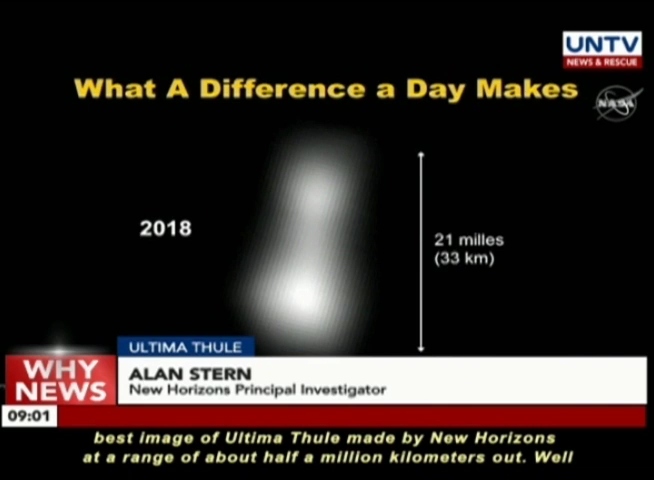 UNTV
NEWS & RESCUE
What A Difference a Day Makes
NASA
2018
21 milles
(33 km)
ULTIMA THULE
WHY
NEWS
ALAN STERN
New Horizons Principal Investigator
09:01
best image of Ultima Thule made by New Horizons
at a range of about half a million kilometers out. Well